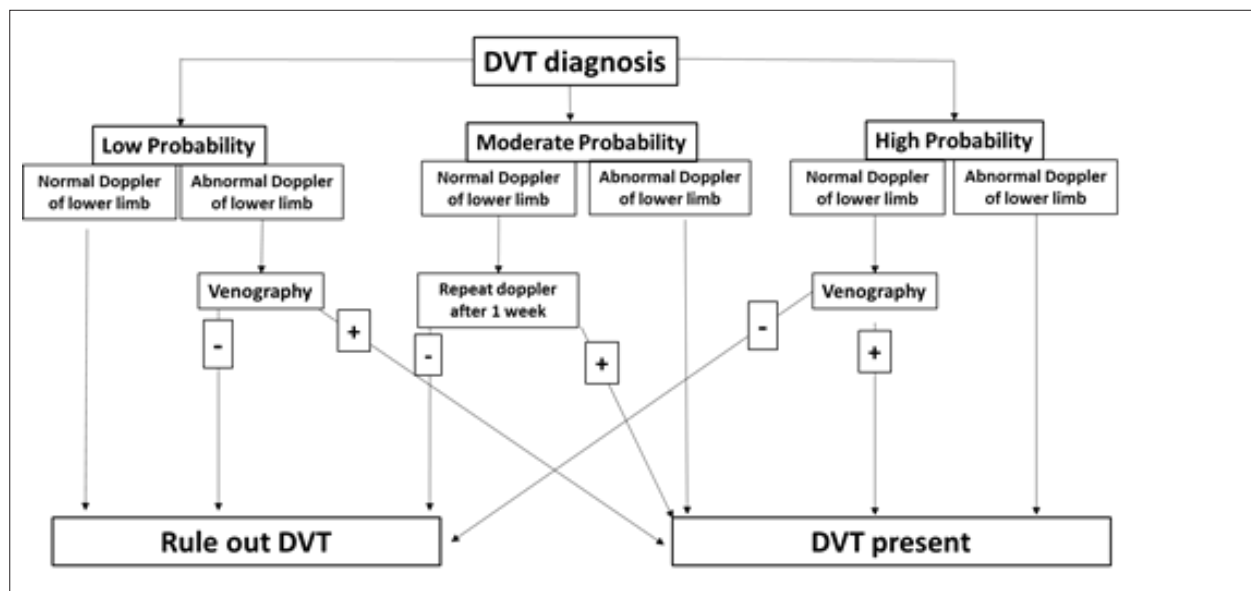 DVT diagnosis
Low Probability
Moderate Probability
High Probability
Normal Doppler
of lower limb
Abnormal Doppler
of lower limb
Normal Doppler
of lower limb
Abnormal Doppler
of lower limb
Normal Doppler
of lower limb
Abnormal Doppler
of lower limb
Venography
Repeat doppler
after 1 week
Venography
-
+
-
+
-
+
Rule out DVT
DVT present